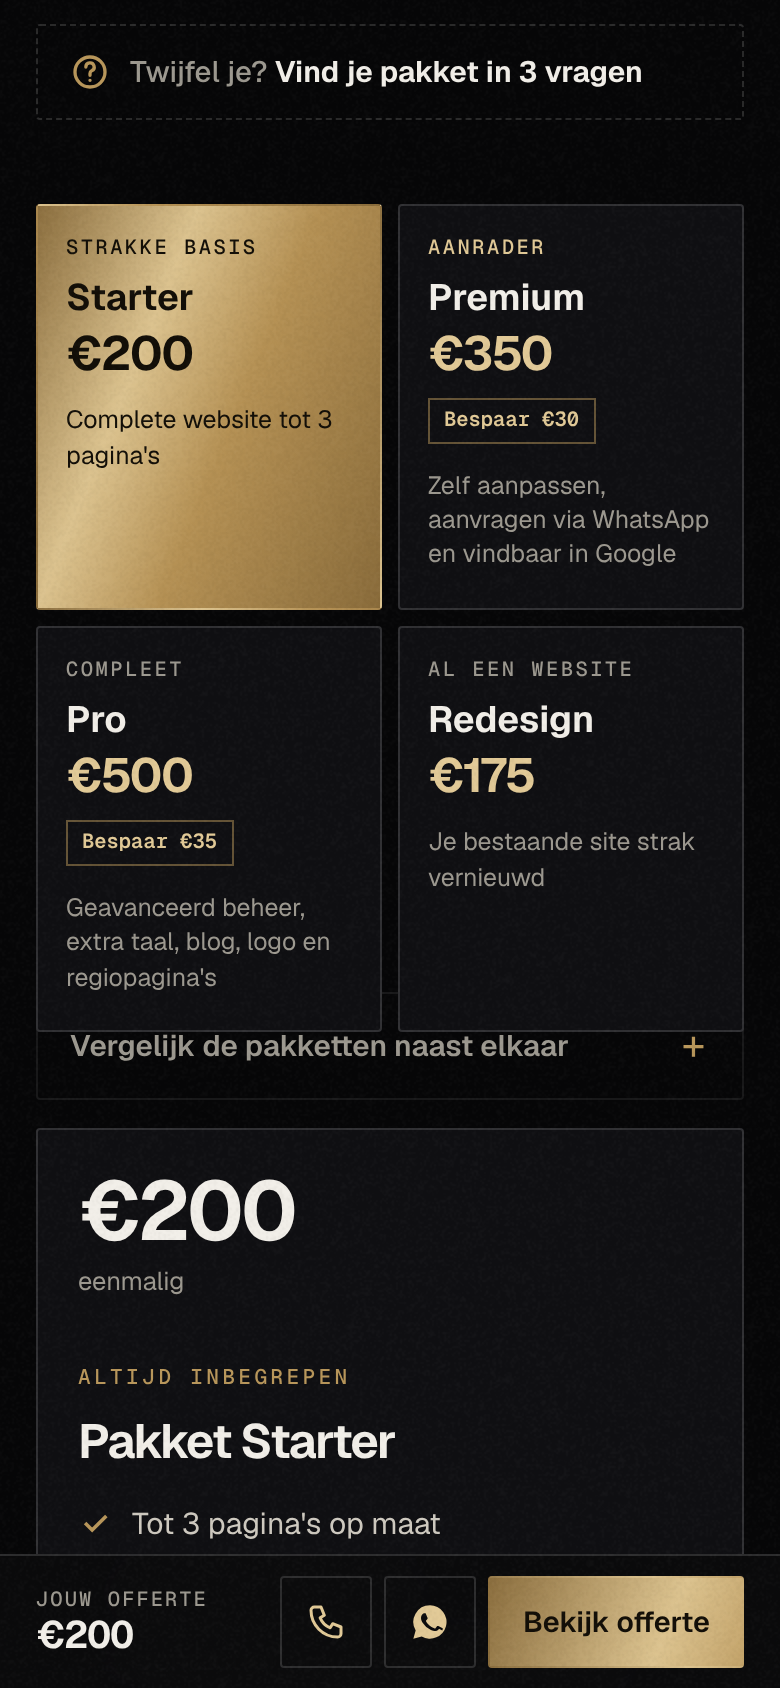 Twijfel je? Vind je pakket in 3 vragen
STRAKKE BASIS
Starter
€200
Complete website tot 3
pagina's
AANRADER
Premium
€350
Bespaar €30
Zelf aanpassen,
aanvragen via WhatsApp
en vindbaar in Google
COMPLEET
Pro
€500
Bespaar €35
Geavanceerd beheer,
extra taal, blog, logo en
regiopagina's
AL EEN WEBSITE
Redesign
€175
Je bestaande site strak
vernieuwd
Vergelijk de pakketten naast elkaar
€200
eenmalig
ALTIJD INBEGREPEN
Pakket Starter
Tot 3 pagina's op maat
JOUW OFFERTE
€200
Bekijk offerte